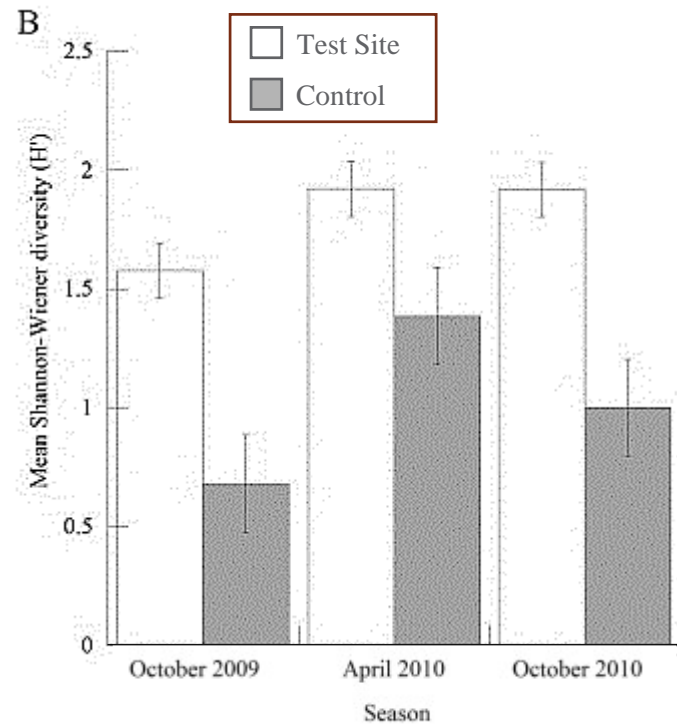 B
Test Site
Control
Mean Shannon-Wiener diversity (H')
2.5
2
1.5
1
0.5
0
October 2009
April 2010
October 2010
Season